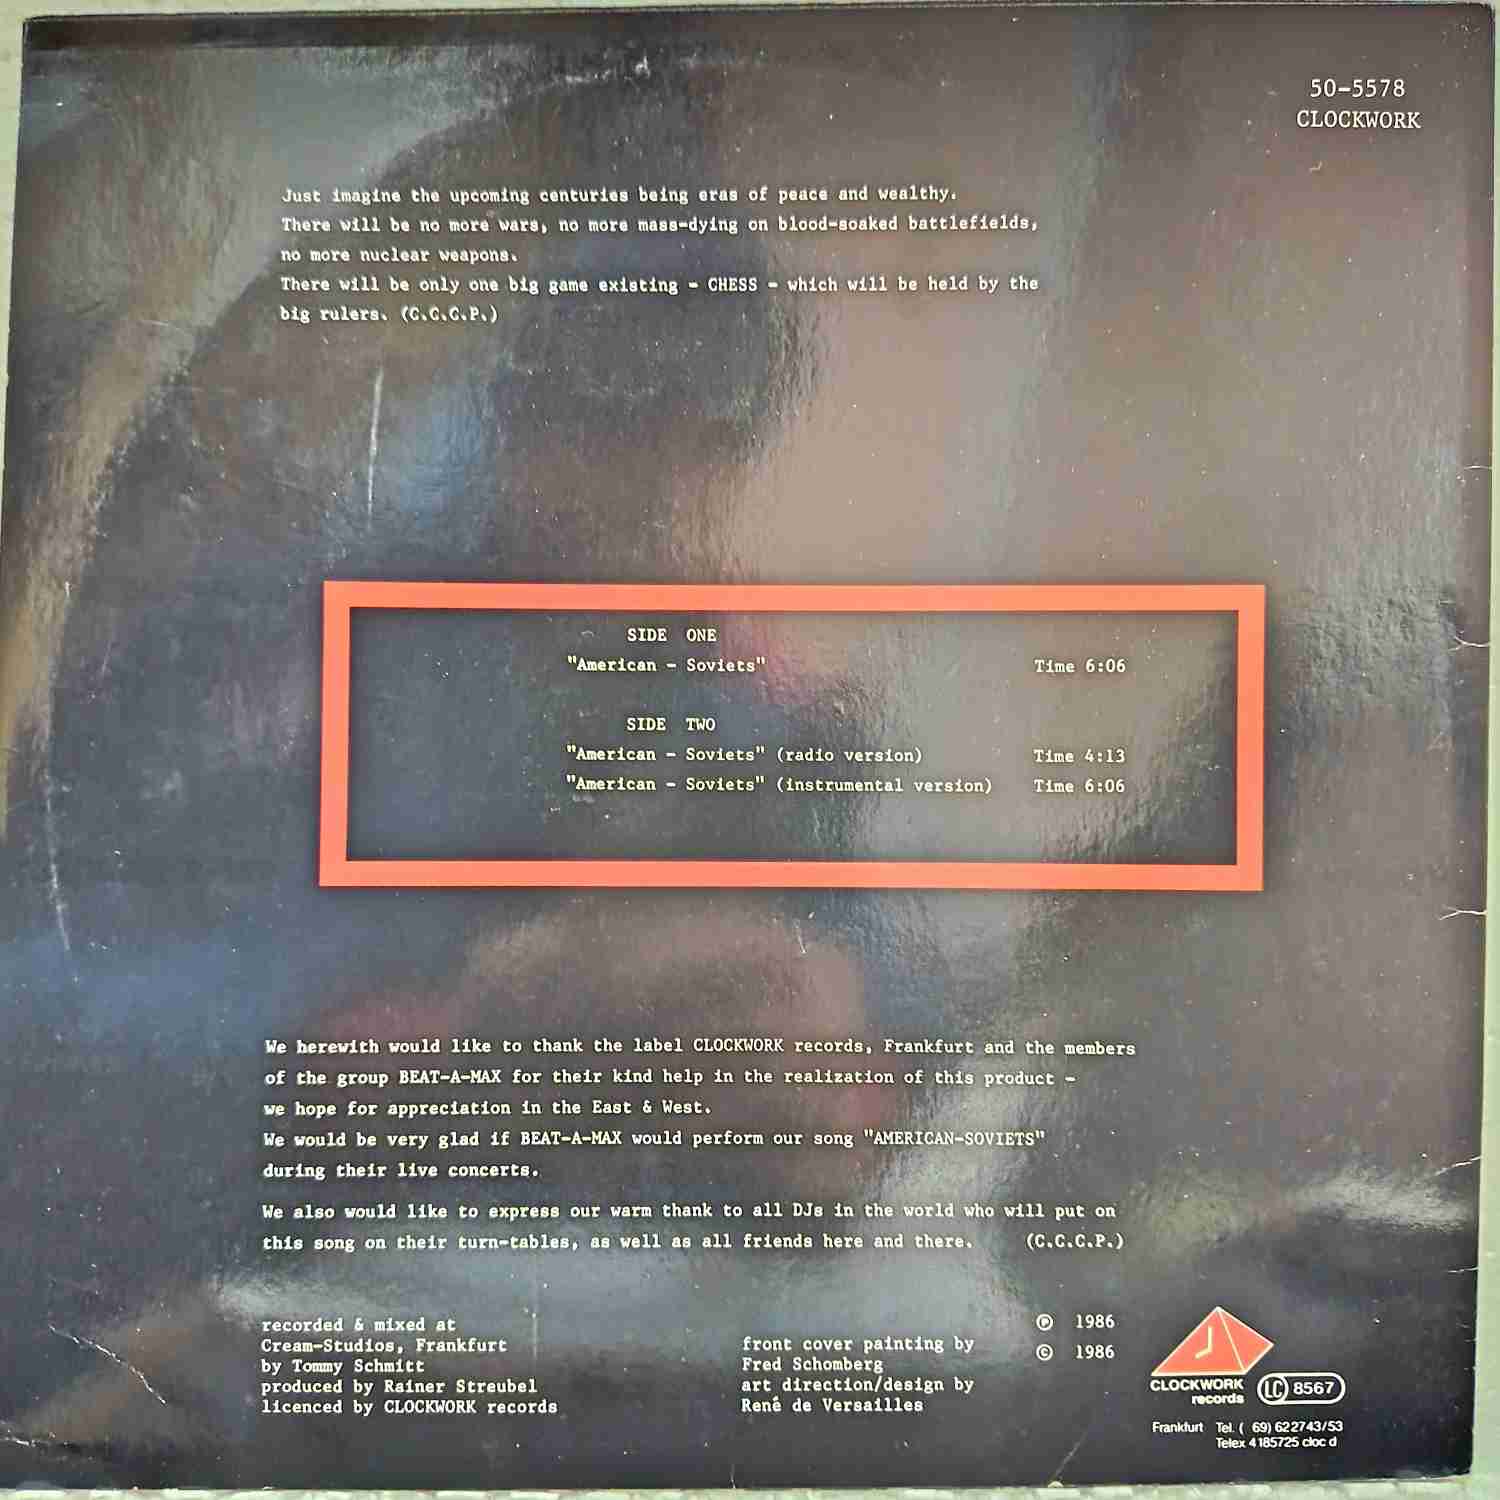 50-5578
CLOCKWORK
Just imagine the upcoming centuries being eras of peace and wealthy.
There will be no more wars, no more mass-dying on blood-soaked battlefields,
no more nuclear weapons.
There will be only one big game existing - CHESS - which will be held by the
big rulers. (C.C.C.P.)
SIDE ONE
"American - Soviets" Time 6:06
SIDE TWO
"American - Soviets" (radio version) Time 4:13
"American - Soviets" (instrumental version) Time 6:06
We herewith would like to thank the label CLOCKWORK records, Frankfurt and the members
of the group BEAT-A-MAX for their kind help in the realization of this product -
we hope for appreciation in the East & West.
We would be very glad if BEAT-A-MAX would perform our song "AMERICAN-SOVIETS"
during their live concerts.
We also would like to express our warm thank to all DJs in the world who will put on
this song on their turn-tables, as well as all friends here and there. (C.C.C.P.)
recorded & mixed at
Cream-Studios, Frankfurt
by Tommy Schmitt
produced by Rainer Streubel
licenced by CLOCKWORK records
front cover painting by
Fred Schomberg
art direction/design by
René de Versailles
℗ 1986
© 1986
CLOCKWORK
records
LC 8567
Frankfurt Tel. ( 69) 622743/53
Telex 4185725 cloc d